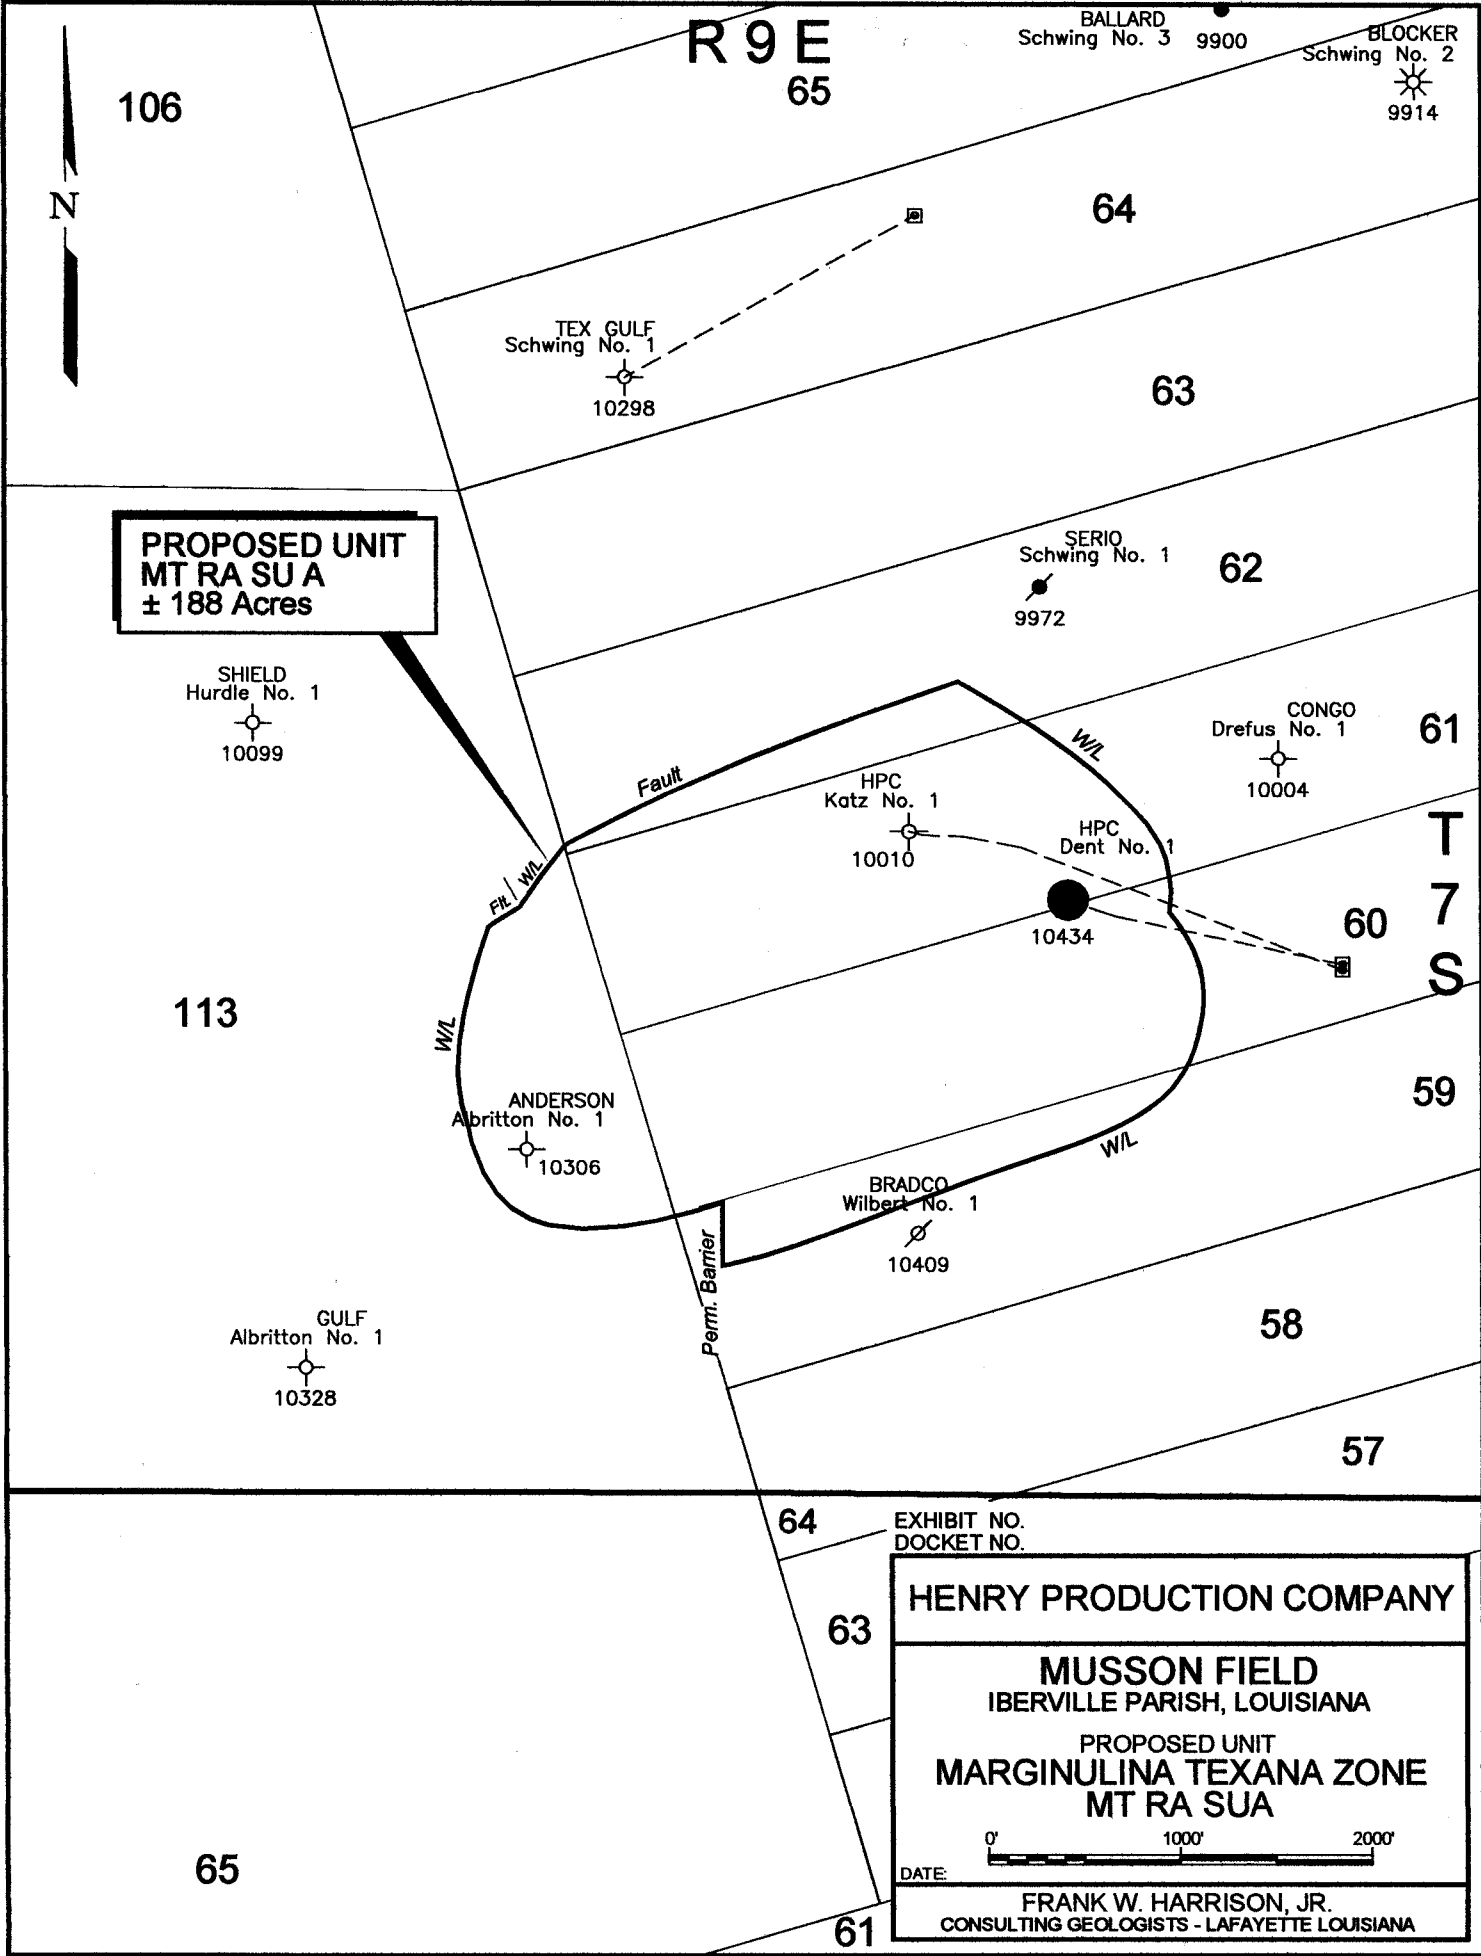 R 9 E
65
BALLARD
Schwing No. 3 9900
BLOCKER
Schwing No. 2
9914
106
N
64
TEX GULF
Schwing No. 1
10298
63
PROPOSED UNIT
MT RA SU A
± 188 Acres
SERIO
Schwing No. 1
9972
62
SHIELD
Hurdle No. 1
10099
Fault
W/L
CONGO
Drefus No. 1
10004
61
HPC
Katz No. 1
10010
HPC
Dent No. 1
10434
Flt.
W/L
60
T
7
S
113
W/L
59
ANDERSON
Albritton No. 1
10306
W/L
BRADCO
Wilbert No. 1
10409
Perm. Barrier
58
GULF
Albritton No. 1
10328
57
64
EXHIBIT NO.
DOCKET NO.
HENRY PRODUCTION COMPANY
63
MUSSON FIELD
IBERVILLE PARISH, LOUISIANA
PROPOSED UNIT
MARGINULINA TEXANA ZONE
MT RA SUA
0' 1000' 2000'
DATE:
65
FRANK W. HARRISON, JR.
CONSULTING GEOLOGISTS - LAFAYETTE LOUISIANA
61